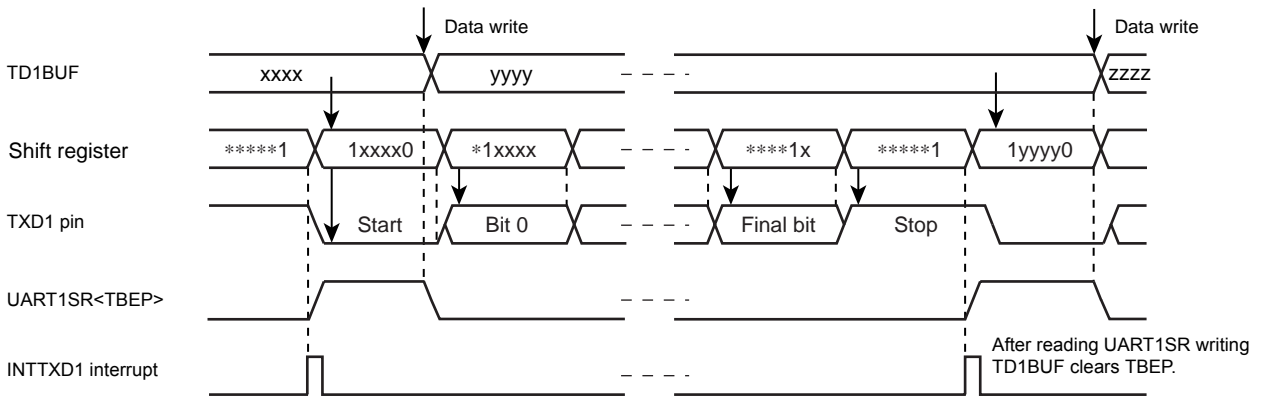 Data write
Data write
TD1BUF
xxxx
yyyy
zzzz
Shift register
*****1
1xxxx0
*1xxxx
****1x
*****1
1yyyy0
TXD1 pin
Start
Bit 0
Final bit
Stop
UART1SR<TBEP>
INTTXD1 interrupt
After reading UART1SR writing
TD1BUF clears TBEP.